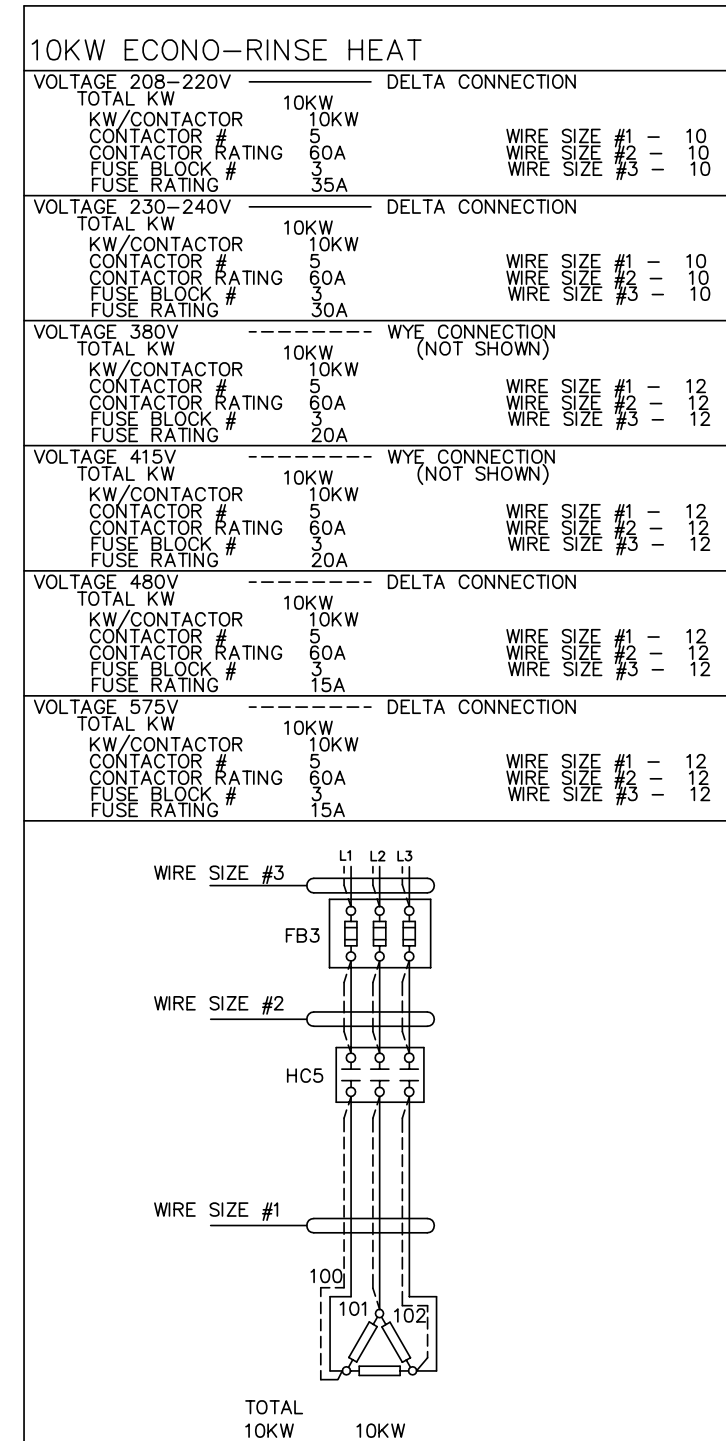 10KW ECONO-RINSE HEAT
VOLTAGE 208-220V DELTA CONNECTION
TOTAL KW 10KW
KW/CONTACTOR 10KW
CONTACTOR # 5 WIRE SIZE #1 - 10
CONTACTOR RATING 60A WIRE SIZE #2 - 10
FUSE BLOCK # 3 WIRE SIZE #3 - 10
FUSE RATING 35A
VOLTAGE 230-240V DELTA CONNECTION
TOTAL KW 10KW
KW/CONTACTOR 10KW
CONTACTOR # 5 WIRE SIZE #1 - 10
CONTACTOR RATING 60A WIRE SIZE #2 - 10
FUSE BLOCK # 3 WIRE SIZE #3 - 10
FUSE RATING 30A
VOLTAGE 380V WYE CONNECTION
TOTAL KW 10KW (NOT SHOWN)
KW/CONTACTOR 10KW
CONTACTOR # 5 WIRE SIZE #1 - 12
CONTACTOR RATING 60A WIRE SIZE #2 - 12
FUSE BLOCK # 3 WIRE SIZE #3 - 12
FUSE RATING 20A
VOLTAGE 415V WYE CONNECTION
TOTAL KW 10KW (NOT SHOWN)
KW/CONTACTOR 10KW
CONTACTOR # 5 WIRE SIZE #1 - 12
CONTACTOR RATING 60A WIRE SIZE #2 - 12
FUSE BLOCK # 3 WIRE SIZE #3 - 12
FUSE RATING 20A
VOLTAGE 480V DELTA CONNECTION
TOTAL KW 10KW
KW/CONTACTOR 10KW
CONTACTOR # 5 WIRE SIZE #1 - 12
CONTACTOR RATING 60A WIRE SIZE #2 - 12
FUSE BLOCK # 3 WIRE SIZE #3 - 12
FUSE RATING 15A
VOLTAGE 575V DELTA CONNECTION
TOTAL KW 10KW
KW/CONTACTOR 10KW
CONTACTOR # 5 WIRE SIZE #1 - 12
CONTACTOR RATING 60A WIRE SIZE #2 - 12
FUSE BLOCK # 3 WIRE SIZE #3 - 12
FUSE RATING 15A
L1 L2 L3
WIRE SIZE #3
FB3
WIRE SIZE #2
HC5
WIRE SIZE #1
100
101 102
TOTAL
10KW 10KW